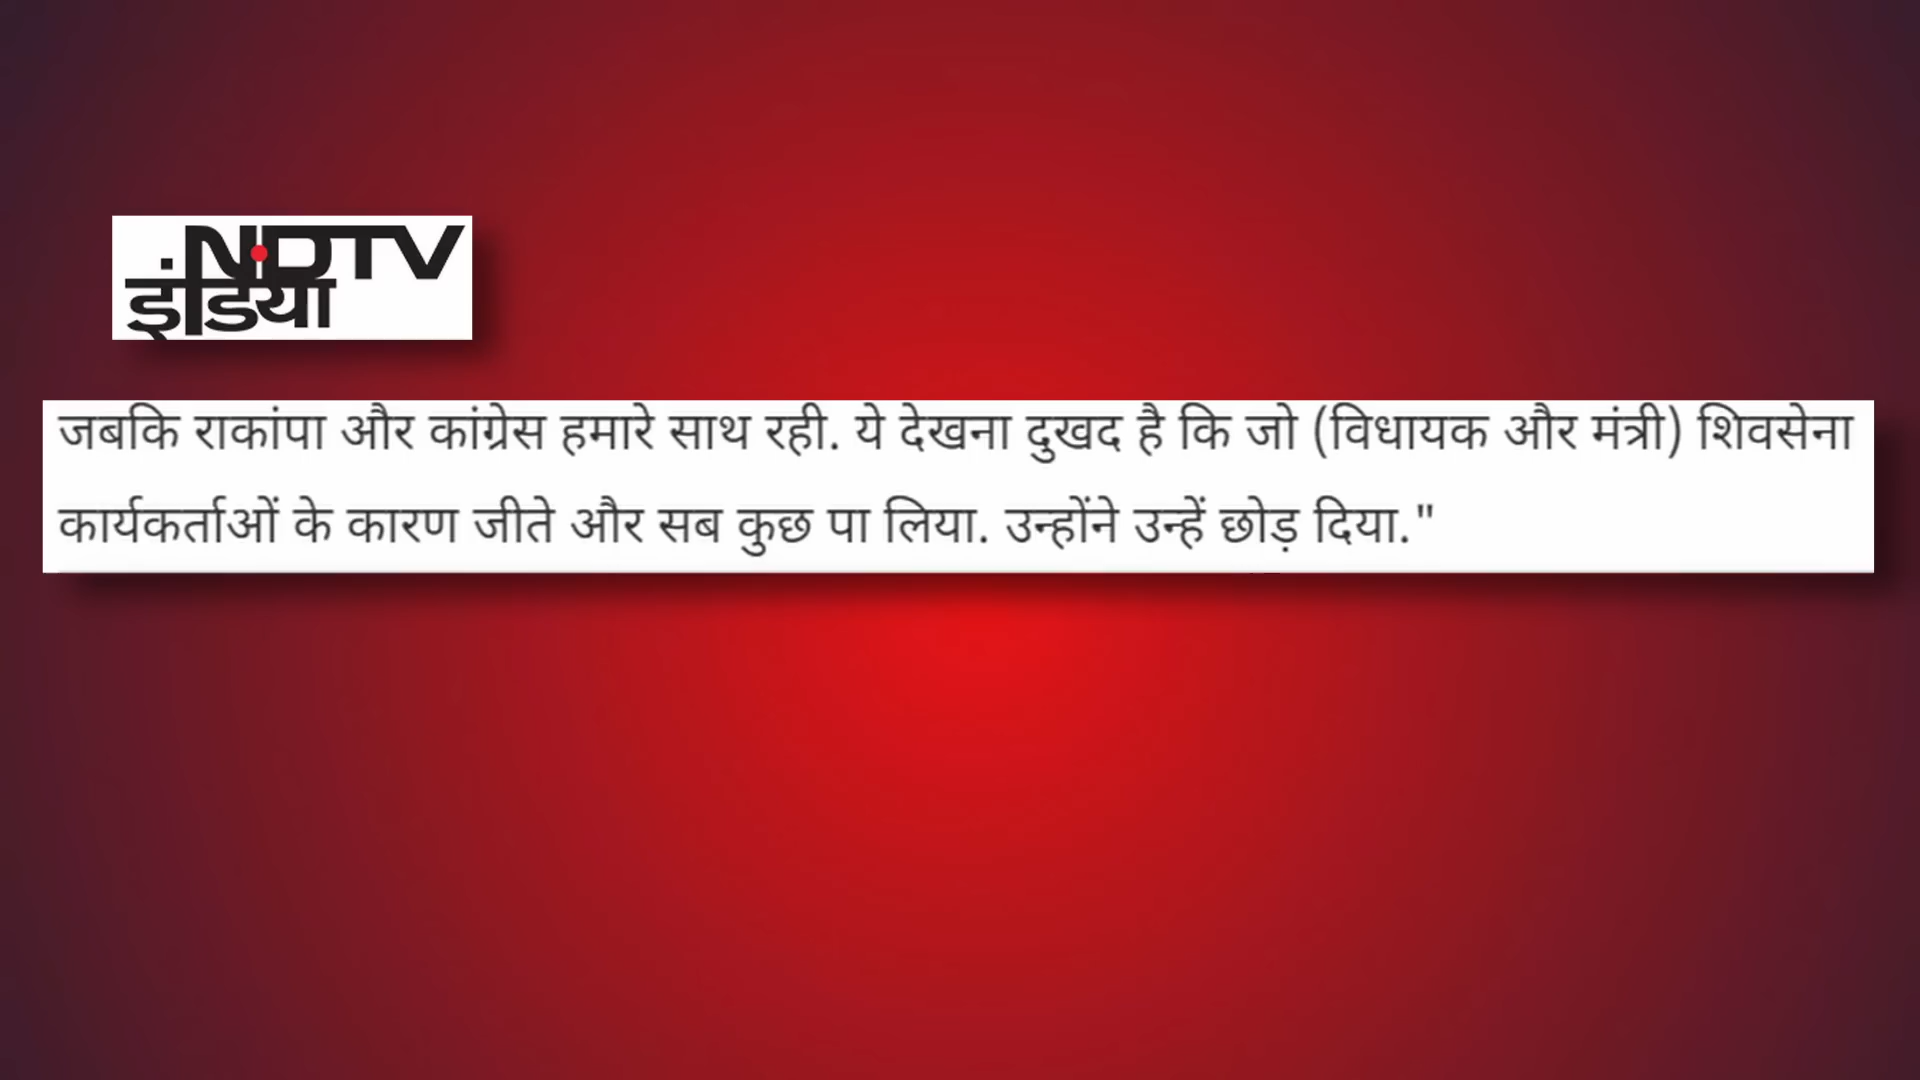 NDTV
इंडिया
जबकि राकांपा और कांग्रेस हमारे साथ रही. ये देखना दुखद है कि जो (विधायक और मंत्री) शिवसेना
कार्यकर्ताओं के कारण जीते और सब कुछ पा लिया. उन्होंने उन्हें छोड़ दिया."